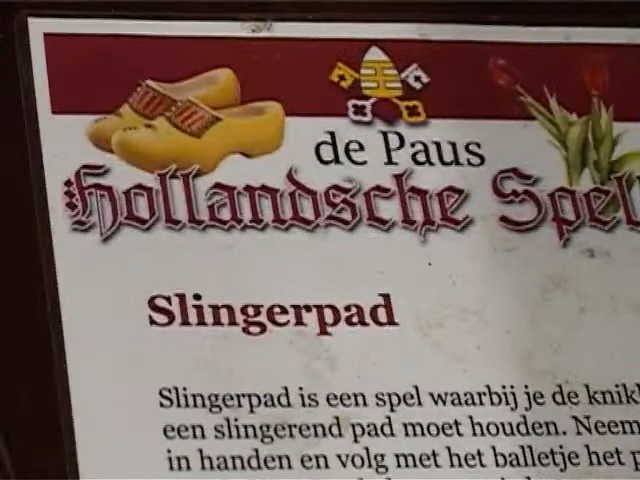 de Paus
Hollandsche Spell
Slingerpad
Slingerpad is een spel waarbij je de knik
een slingerend pad moet houden. Neem
in handen en volg met het balletje het p